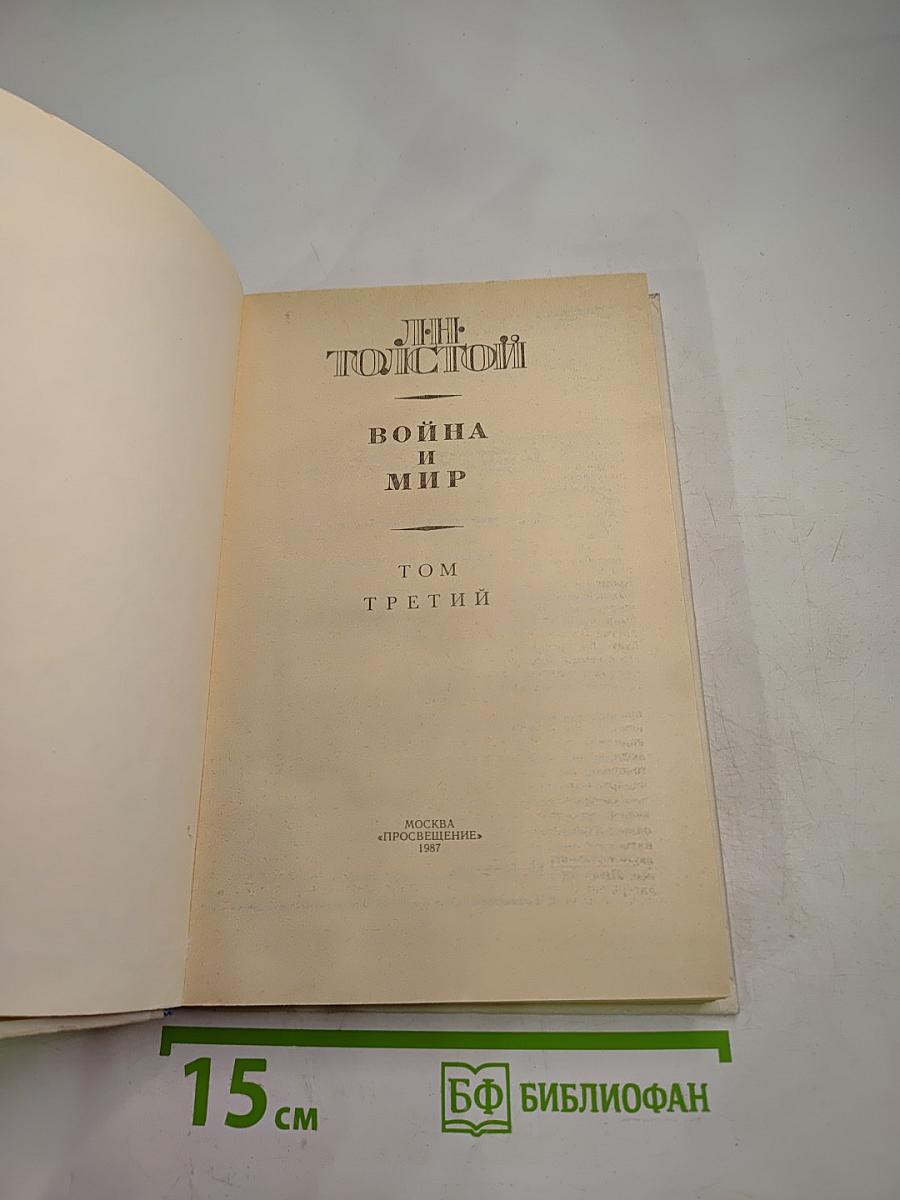 Л·Н·
ТОЛСТОЙ
ВОЙНА
И
МИР
ТОМ
ТРЕТИЙ
МОСКВА
«ПРОСВЕЩЕНИЕ»
1987
15 см
БФ БИБЛИОФАН